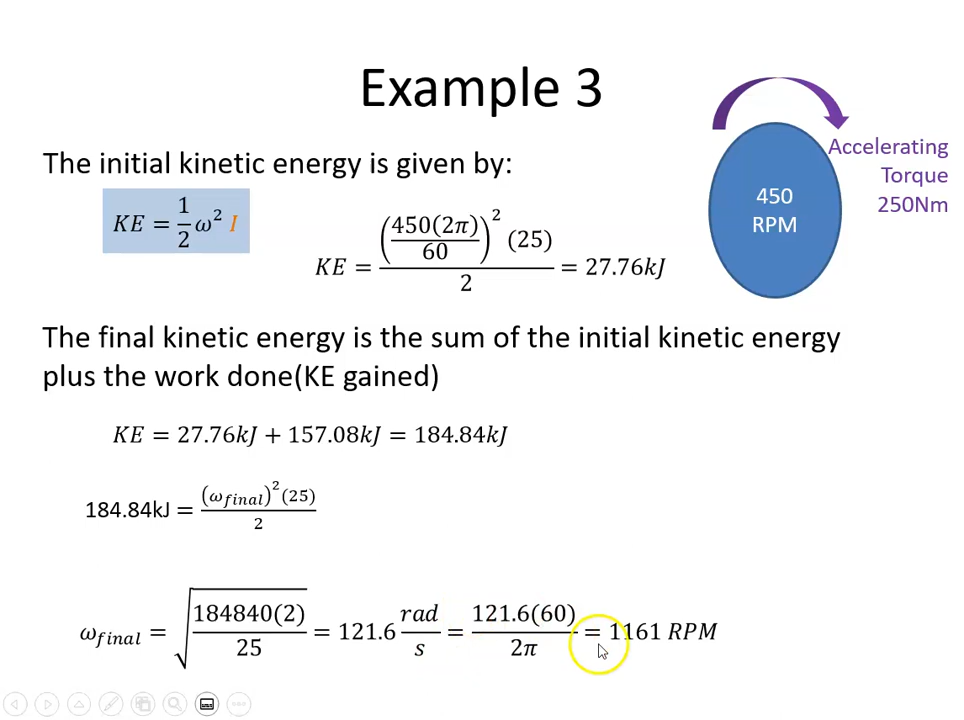 Example 3
The initial kinetic energy is given by:
KE = 1/2 ω² I
KE = (450(2π)/60)² (25) / 2 = 27.76kJ
Accelerating
Torque
250Nm
450
RPM
The final kinetic energy is the sum of the initial kinetic energy
plus the work done(KE gained)
KE = 27.76kJ + 157.08kJ = 184.84kJ
184.84kJ = (ω_final)² (25) / 2
ω_final = √(184840(2) / 25) = 121.6 rad/s = 121.6(60) / 2π = 1161 RPM